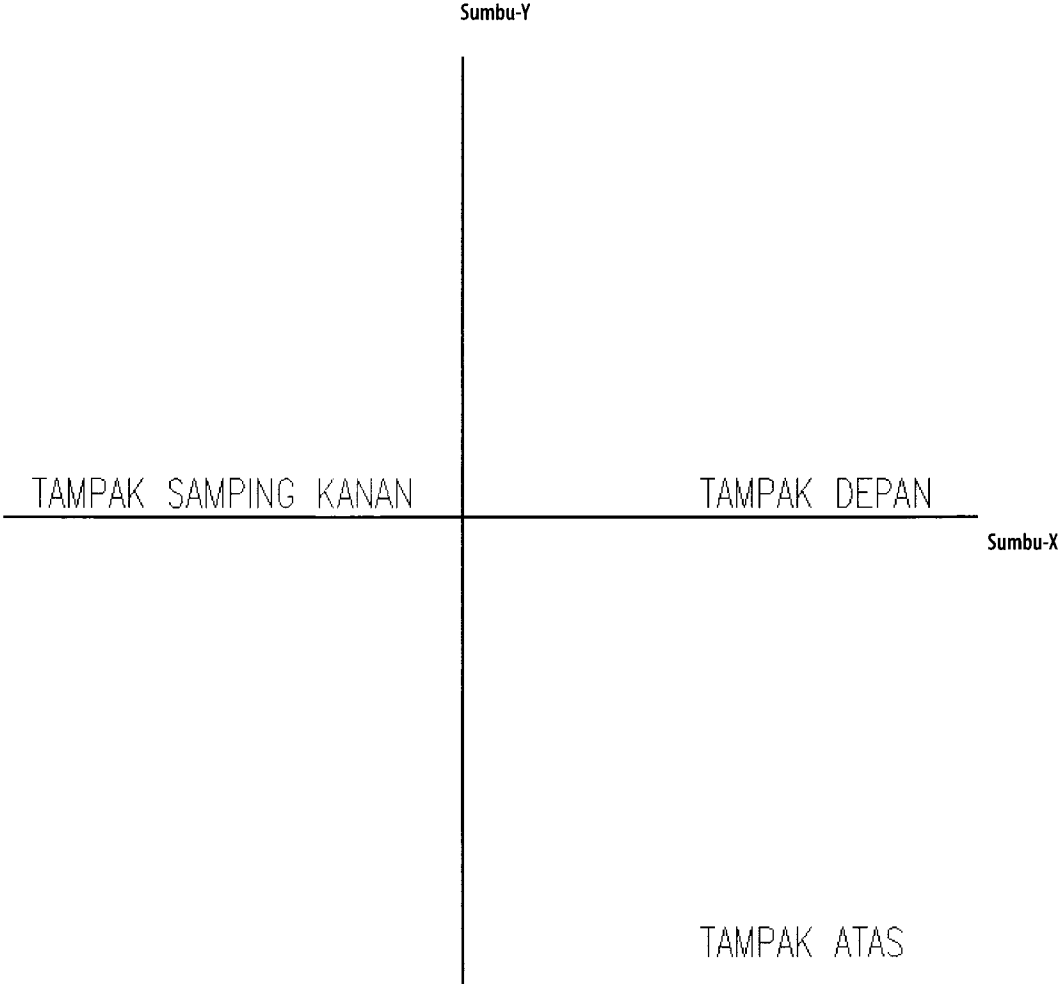 Sumbu-Y
TAMPAK SAMPING KANAN
TAMPAK DEPAN
Sumbu-X
TAMPAK ATAS